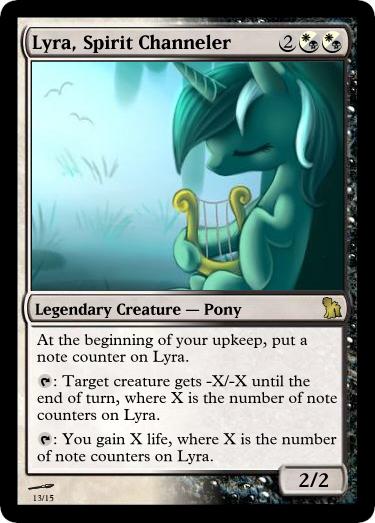 Lyra, Spirit Channeler 2
Legendary Creature — Pony
At the beginning of your upkeep, put a
note counter on Lyra.
: Target creature gets -X/-X until the
end of turn, where X is the number of note
counters on Lyra.
: You gain X life, where X is the number
of note counters on Lyra.
2/2
13/15